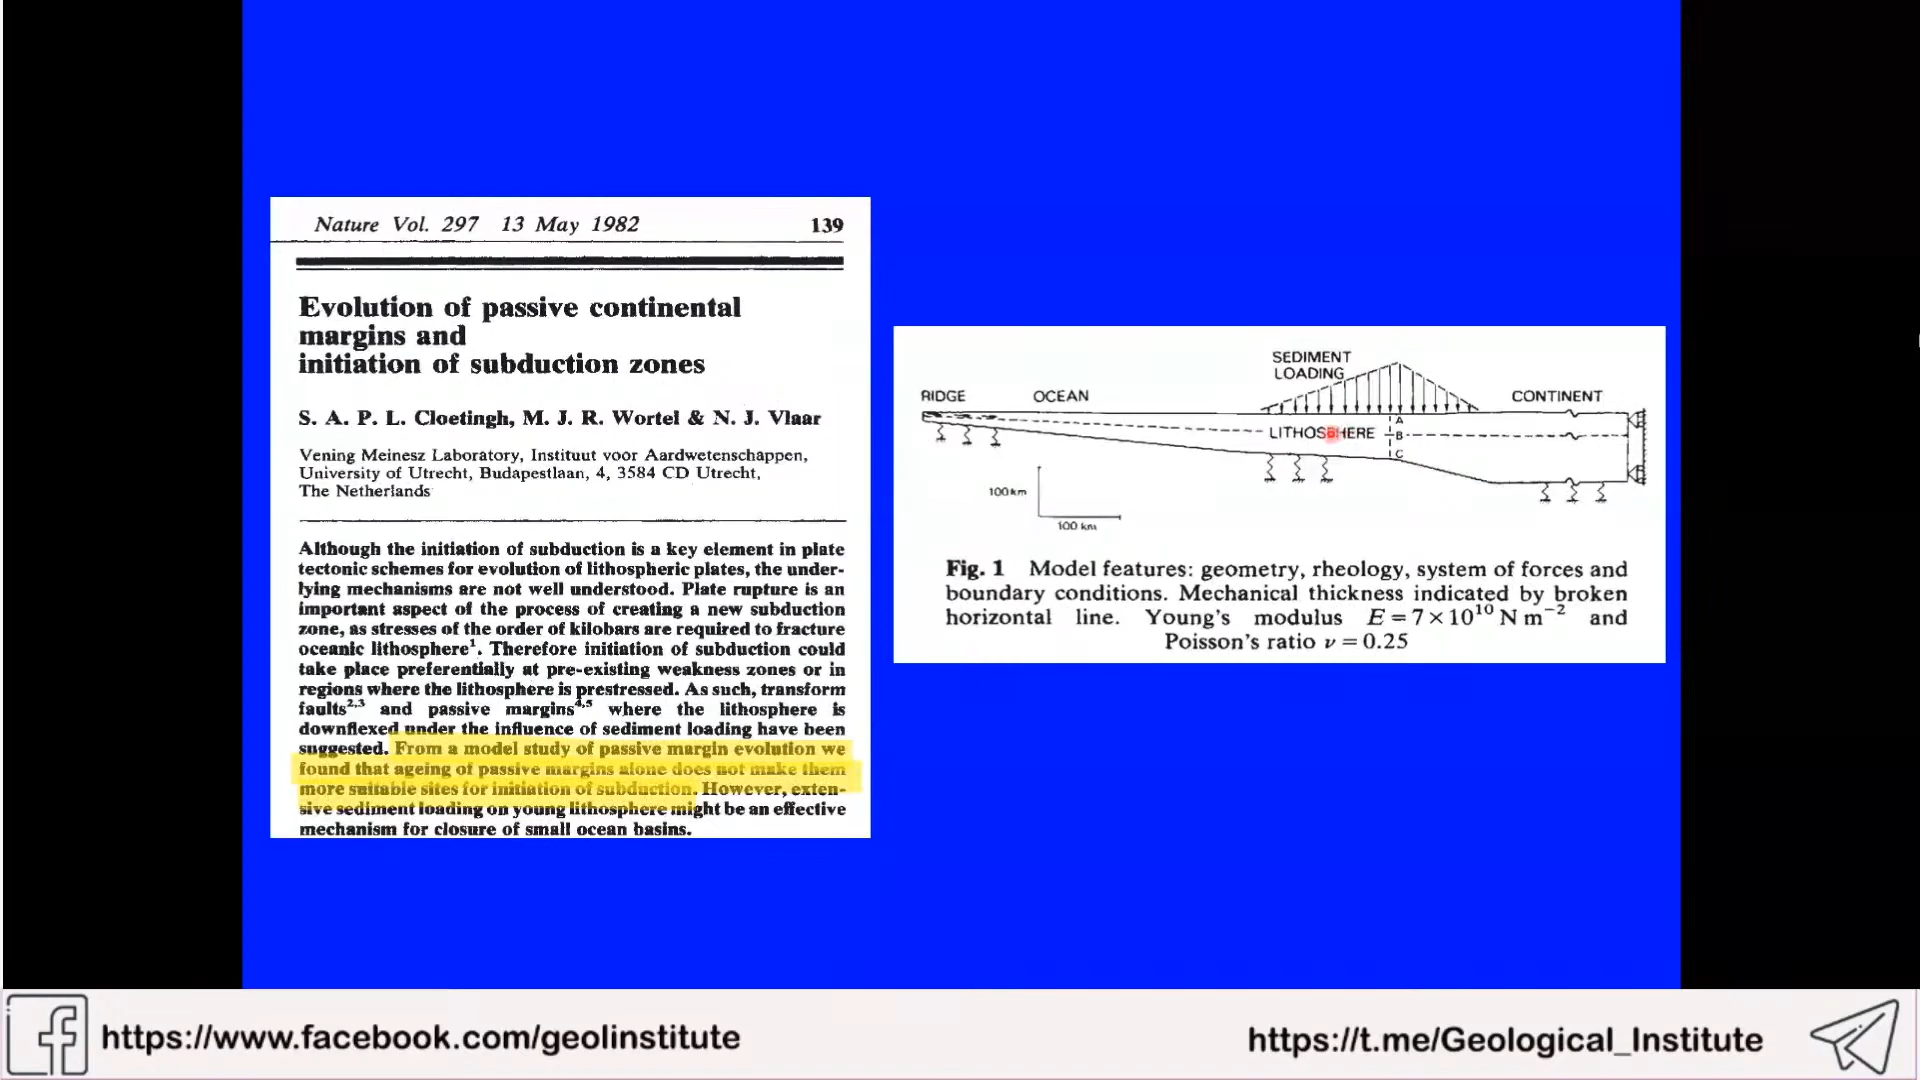 Nature Vol. 297 13 May 1982 139
Evolution of passive continental
margins and
initiation of subduction zones
S. A. P. L. Cloetingh, M. J. R. Wortel & N. J. Vlaar
Vening Meinesz Laboratory, Instituut voor Aardwetenschappen,
University of Utrecht, Budapestlaan, 4, 3584 CD Utrecht,
The Netherlands
Although the initiation of subduction is a key element in plate
tectonic schemes for evolution of lithospheric plates, the under-
lying mechanisms are not well understood. Plate rupture is an
important aspect of the process of creating a new subduction
zone, as stresses of the order of kilobars are required to fracture
oceanic lithosphere¹. Therefore initiation of subduction could
take place preferentially at pre-existing weakness zones or in
regions where the lithosphere is prestressed. As such, transform
faults²,³ and passive margins⁴,⁵ where the lithosphere is
downflexed under the influence of sediment loading have been
suggested. From a model study of passive margin evolution we
found that ageing of passive margins alone does not make them
more suitable sites for initiation of subduction. However, exten-
sive sediment loading on young lithosphere might be an effective
mechanism for closure of small ocean basins.
SEDIMENT
LOADING
RIDGE OCEAN CONTINENT
A
LITHOSPHERE B
C
100 km
100 km
Fig. 1 Model features: geometry, rheology, system of forces and
boundary conditions. Mechanical thickness indicated by broken
horizontal line. Young's modulus E = 7 × 10¹⁰ N m⁻² and
Poisson's ratio ν = 0.25
https://www.facebook.com/geolinstitute
https://t.me/Geological_Institute